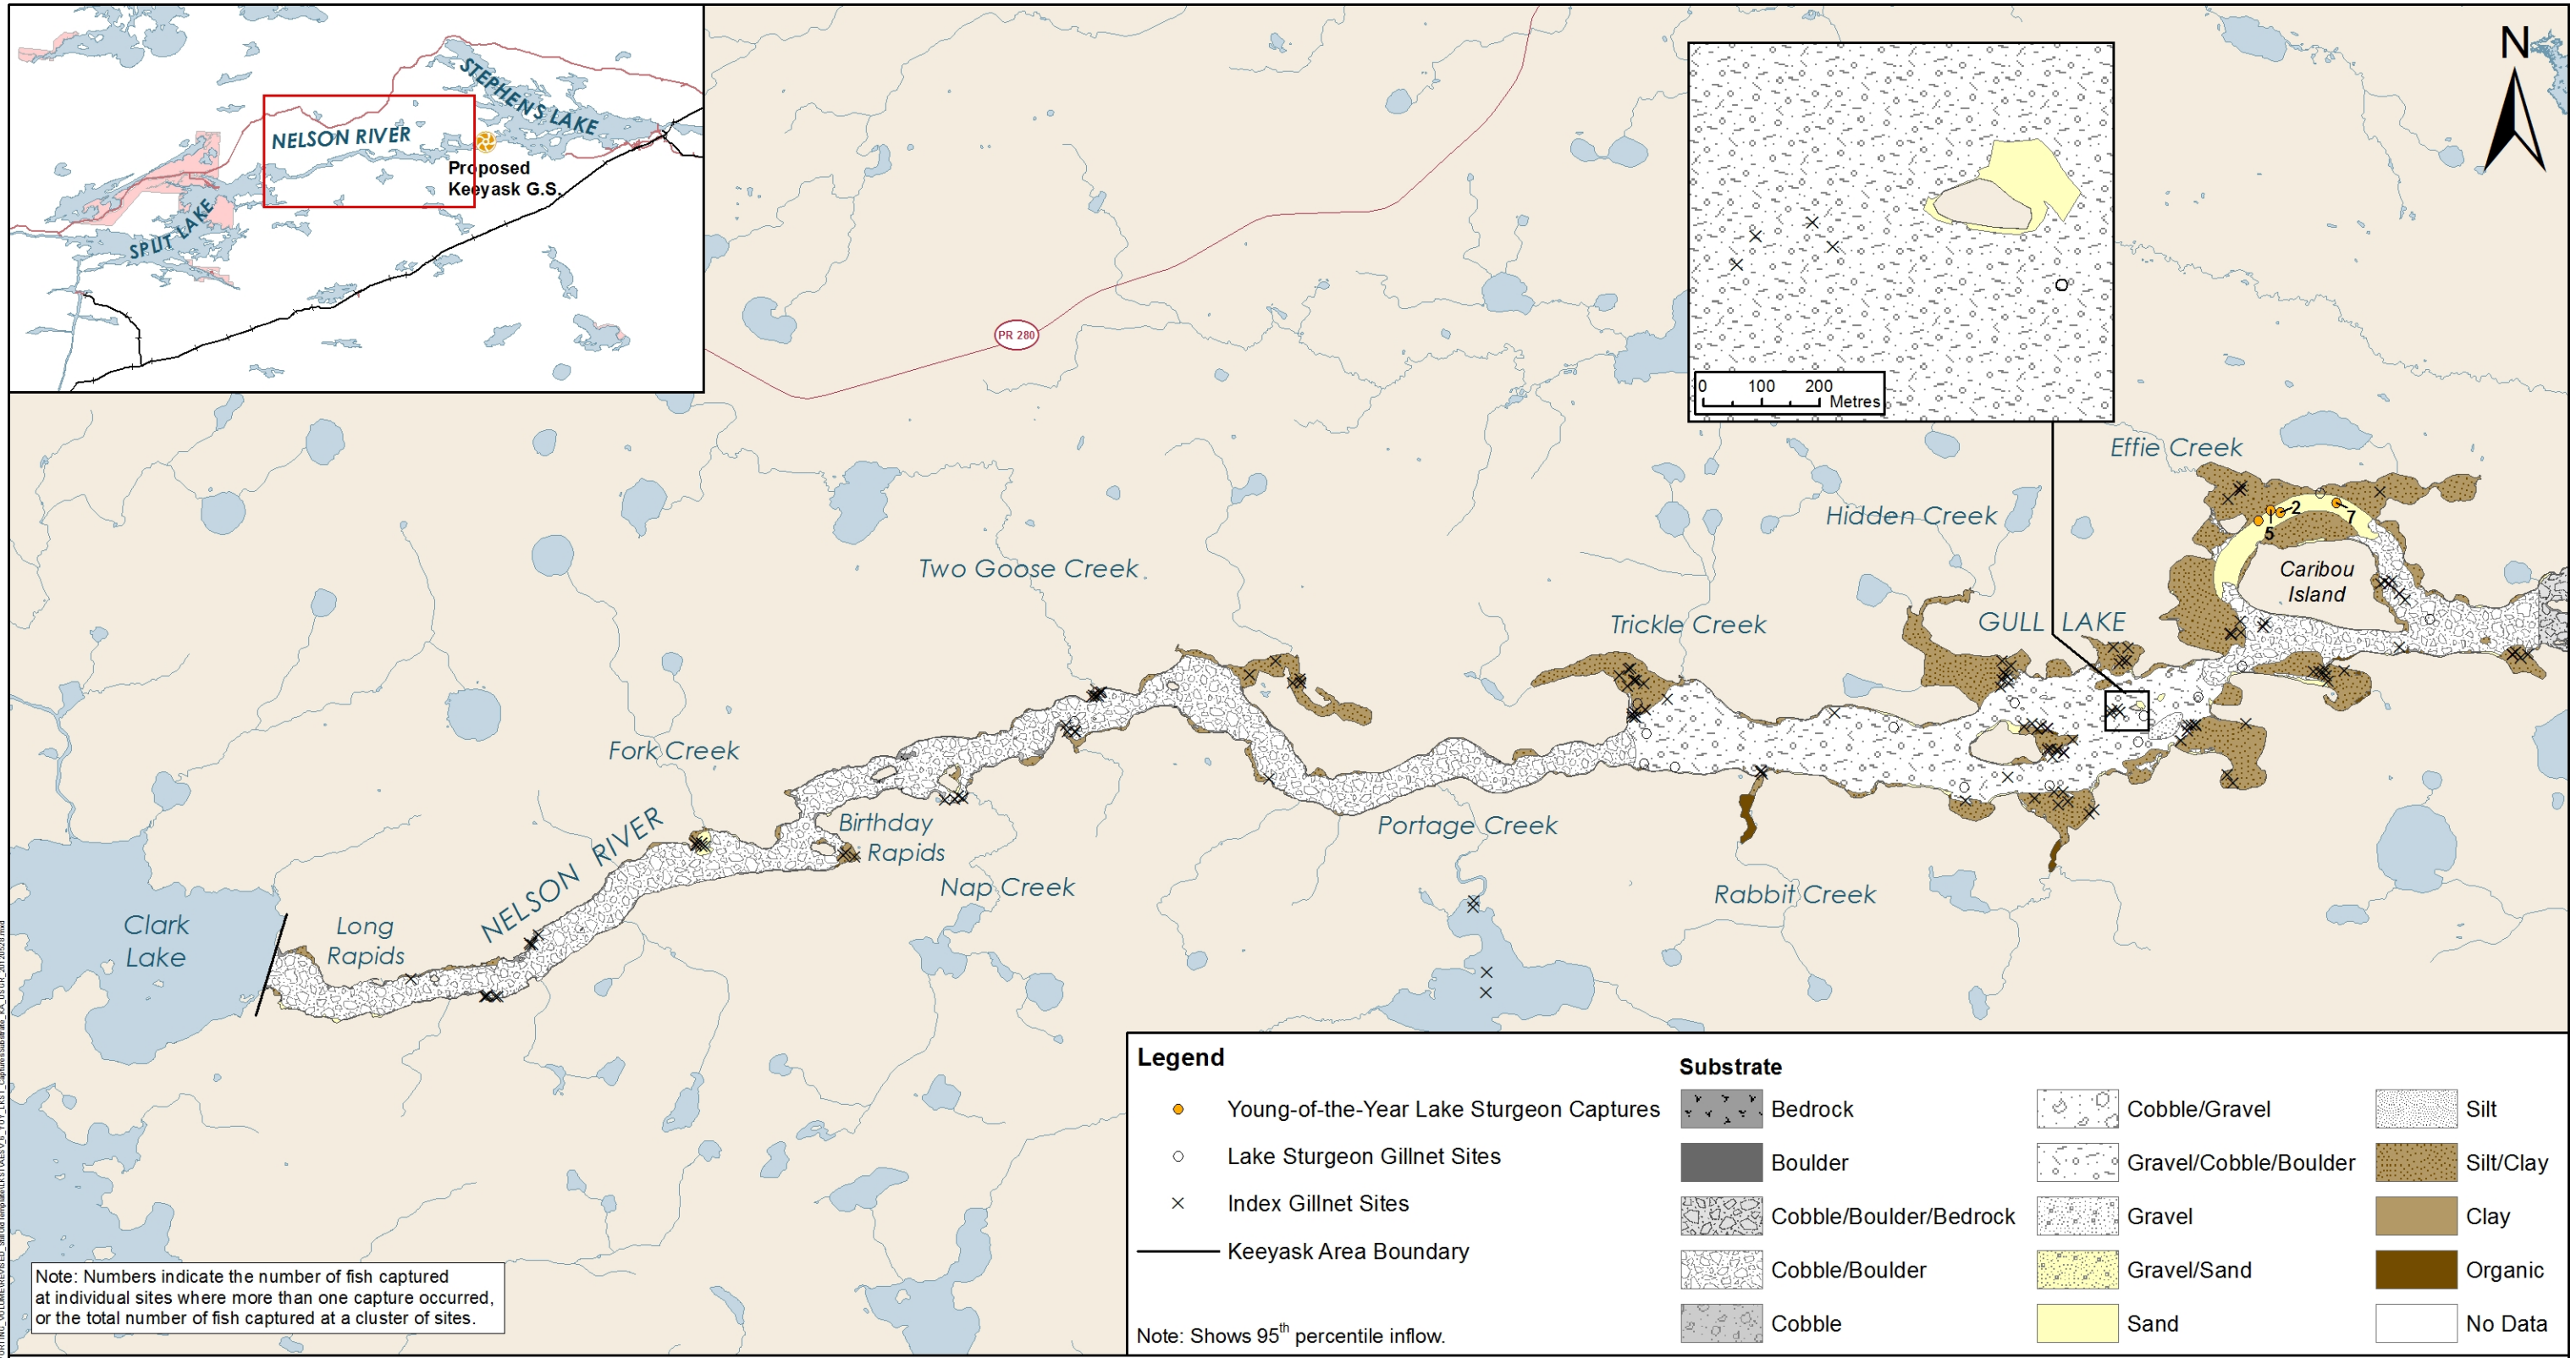 STEPHENS LAKE
NELSON RIVER
Proposed
Keeyask G.S.
SPLIT LAKE
PR 280
N
0 100 200
Metres
Effie Creek
Hidden Creek
2
7
5
Caribou
Island
Two Goose Creek
Trickle Creek
GULL LAKE
Fork Creek
NELSON RIVER
Birthday
Rapids
Portage Creek
Nap Creek
Rabbit Creek
Clark
Lake
Long
Rapids
Legend
Young-of-the-Year Lake Sturgeon Captures
Lake Sturgeon Gillnet Sites
Index Gillnet Sites
Keeyask Area Boundary
Note: Shows 95th percentile inflow.
Substrate
Bedrock
Boulder
Cobble/Boulder/Bedrock
Cobble/Boulder
Cobble
Cobble/Gravel
Gravel/Cobble/Boulder
Gravel
Gravel/Sand
Sand
Silt
Silt/Clay
Clay
Organic
No Data
Note: Numbers indicate the number of fish captured
at individual sites where more than one capture occurred,
or the total number of fish captured at a cluster of sites.